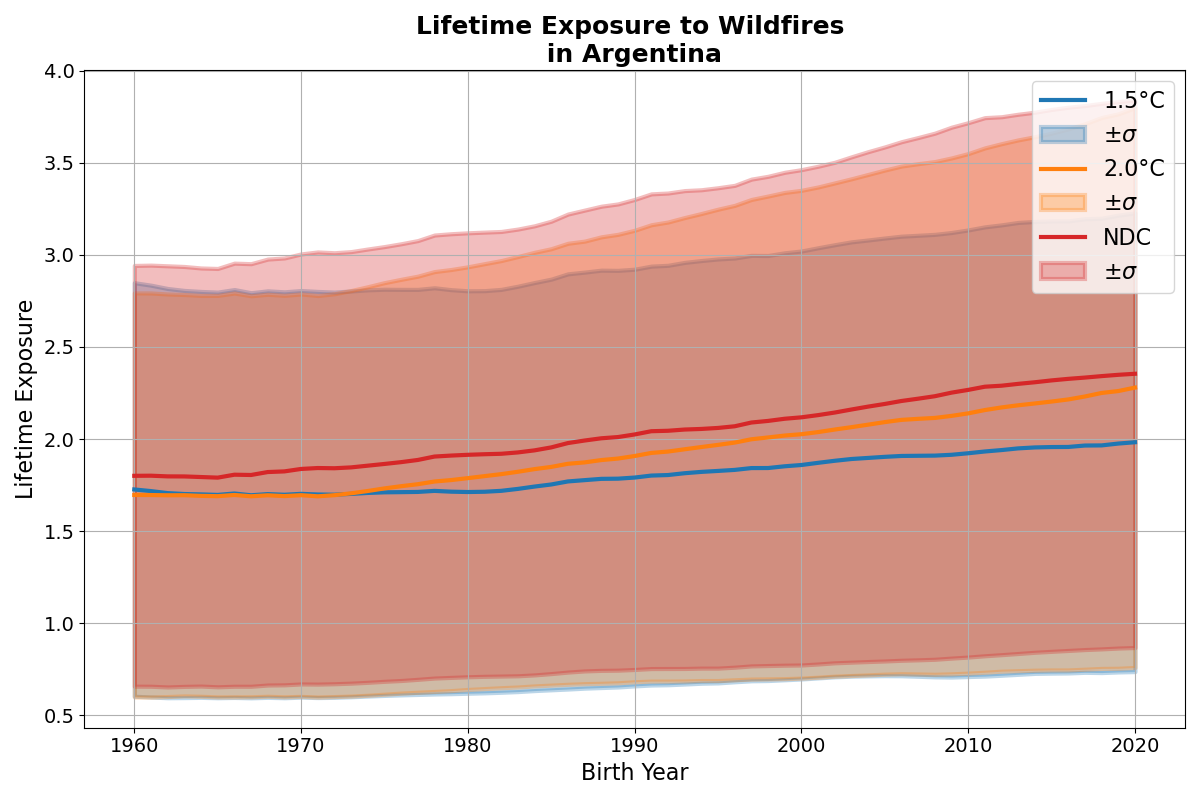 Lifetime Exposure to Wildfires
in Argentina
4.0
3.5
3.0
2.5
2.0
1.5
1.0
0.5
Lifetime Exposure
1.5°C
±σ
2.0°C
±σ
NDC
±σ
1960
1970
1980
1990
2000
2010
2020
Birth Year